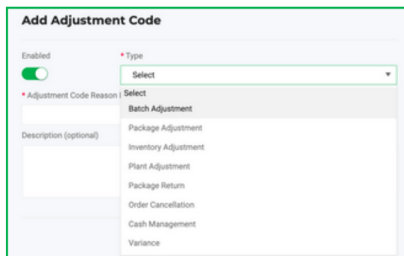 Add Adjustment Code
Enabled
* Type
Select
* Adjustment Code Reason
Select
Batch Adjustment
Package Adjustment
Description (optional)
Inventory Adjustment
Plant Adjustment
Package Return
Order Cancellation
Cash Management
Variance